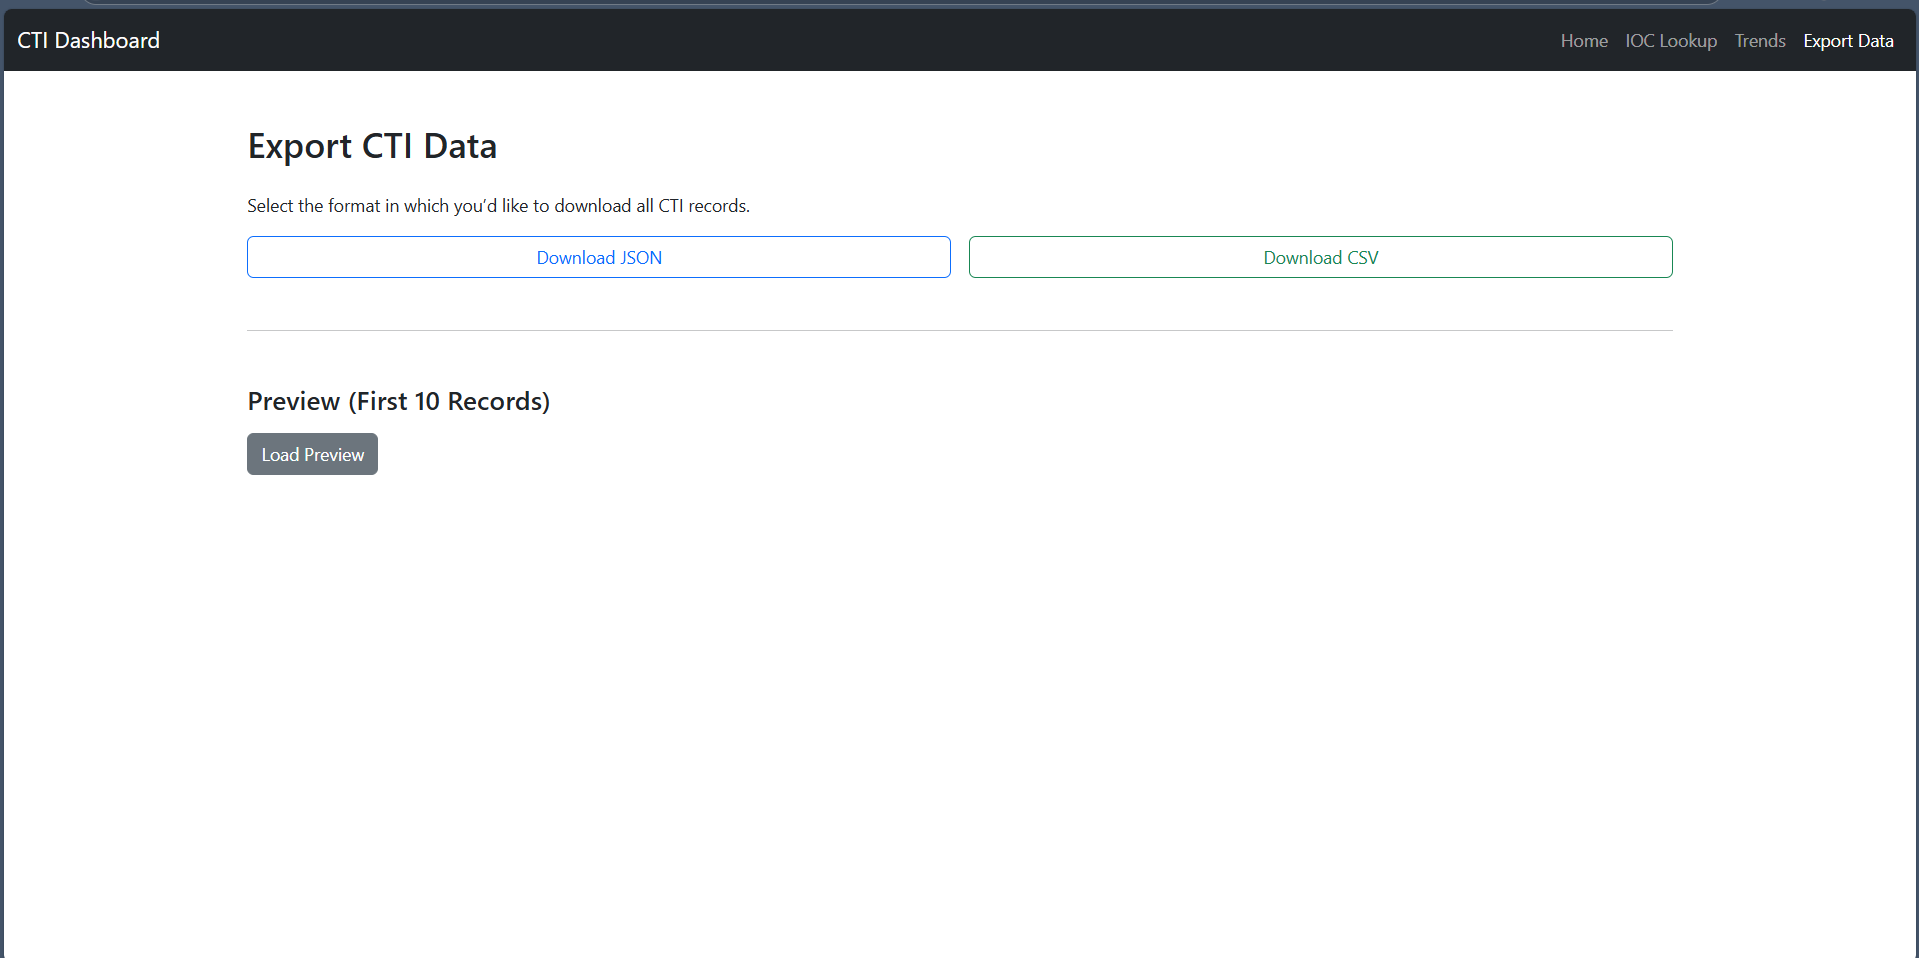 CTI Dashboard
Home IOC Lookup Trends Export Data
Export CTI Data
Select the format in which you’d like to download all CTI records.
Download JSON Download CSV
Preview (First 10 Records)
Load Preview